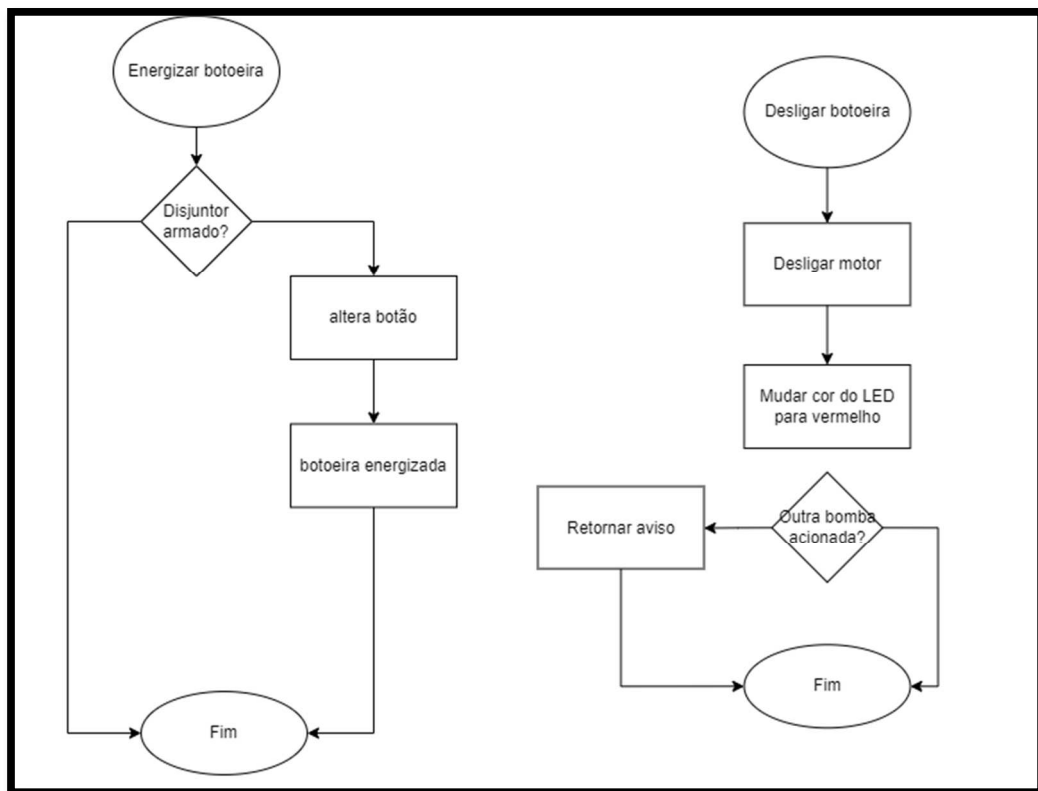 Energizar botoeira
Disjuntor
armado?
altera botão
botoeira energizada
Fim
Desligar botoeira
Desligar motor
Mudar cor do LED
para vermelho
Outra bomba
acionada?
Retornar aviso
Fim